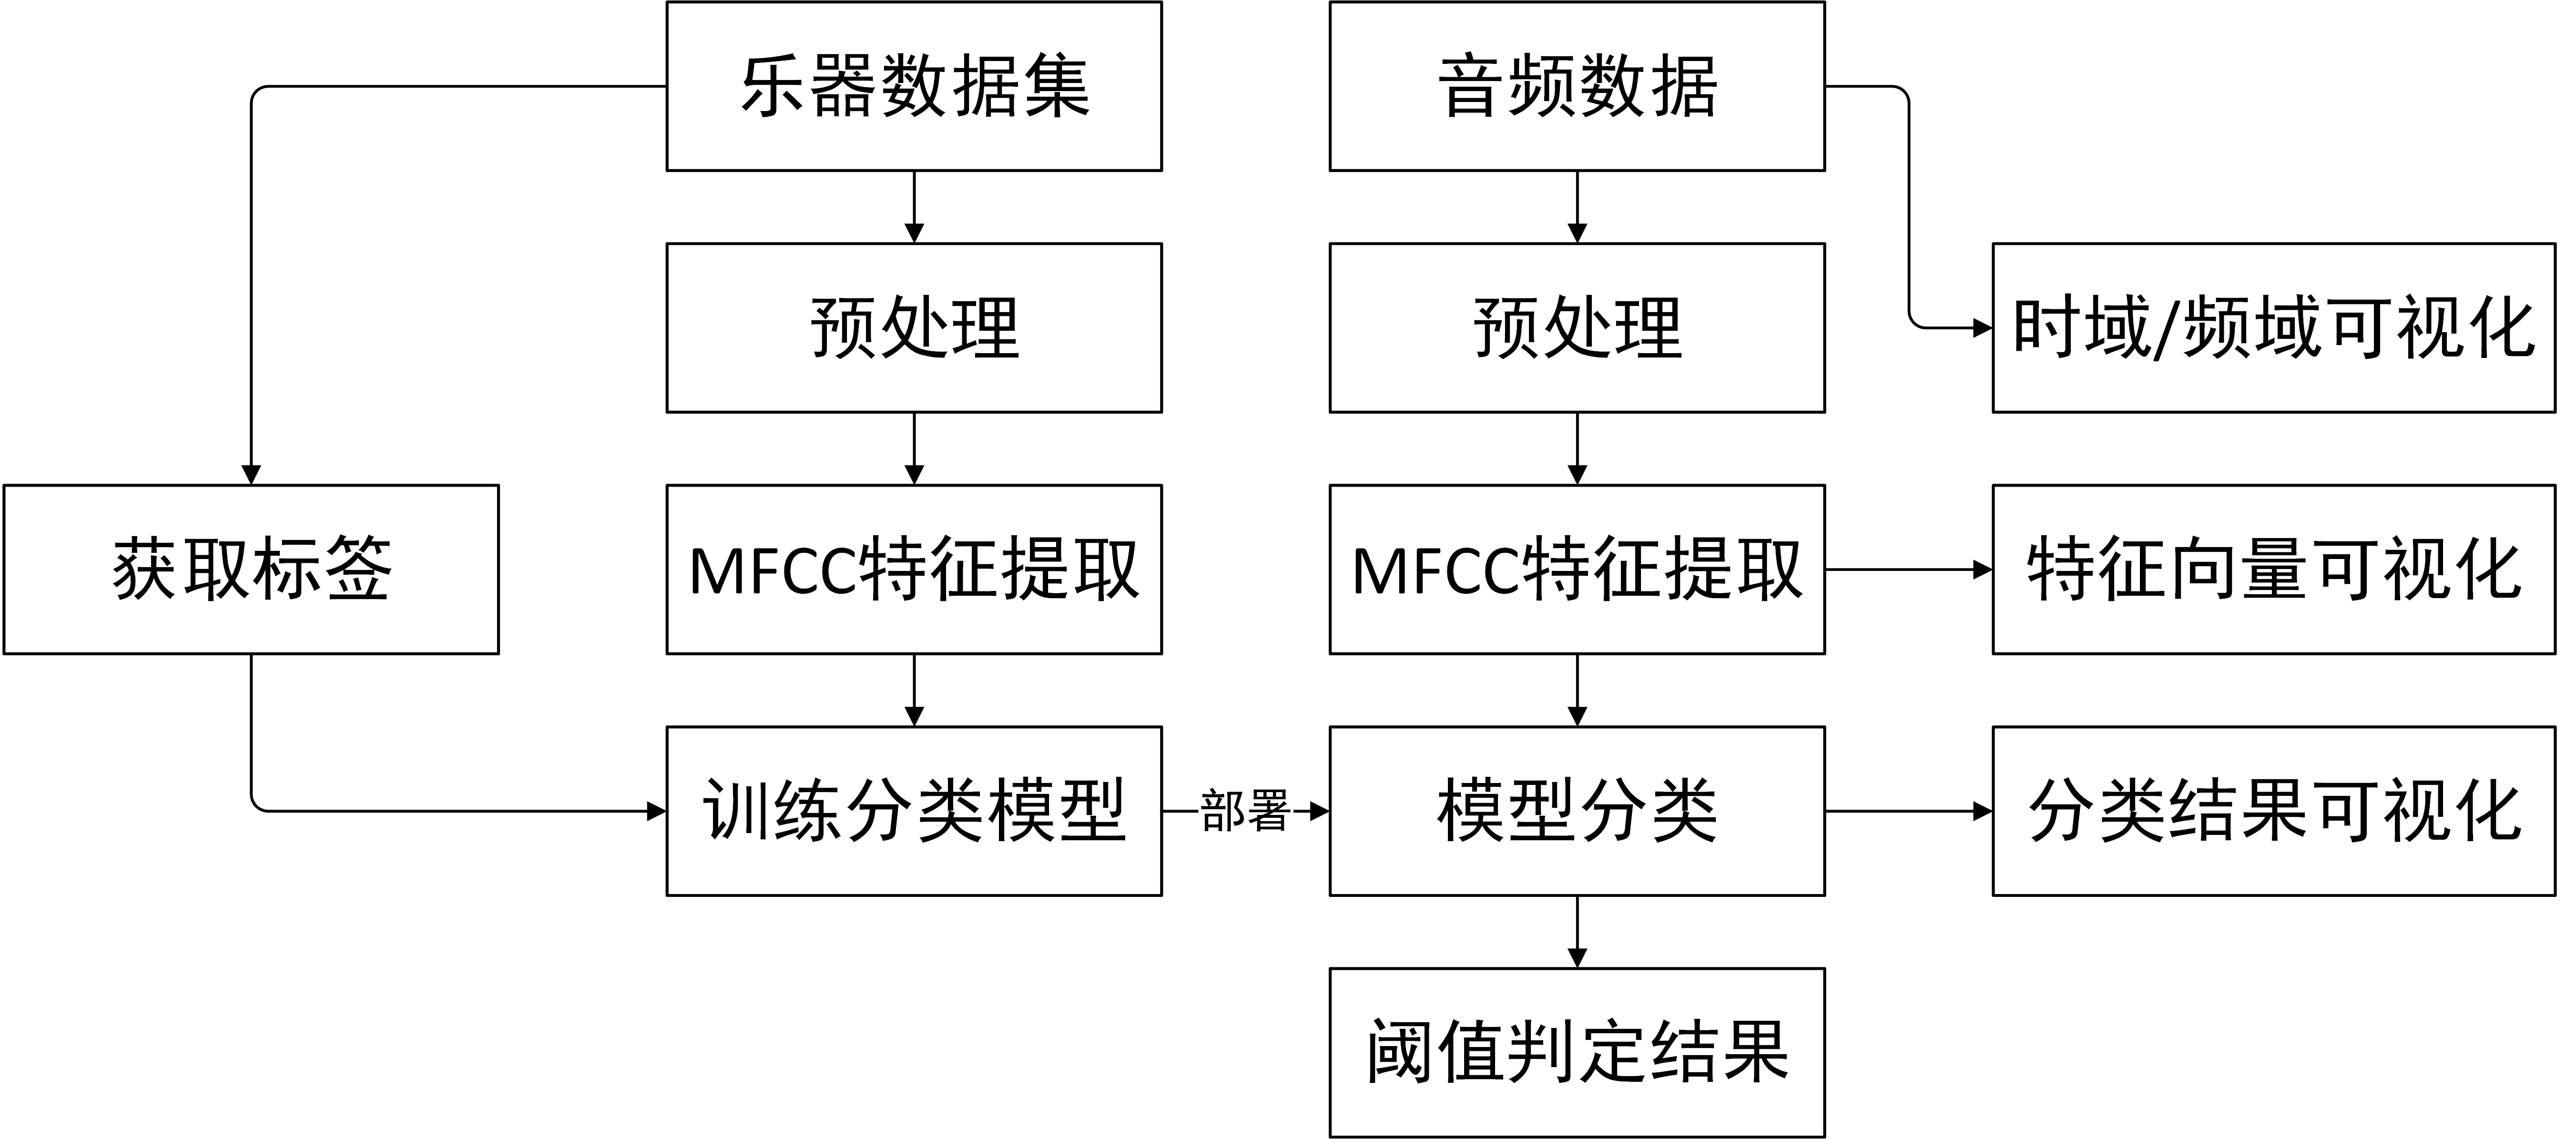 乐器数据集
音频数据
预处理
预处理
时域/频域可视化
获取标签
MFCC特征提取
MFCC特征提取
特征向量可视化
训练分类模型
部署
模型分类
分类结果可视化
阈值判定结果